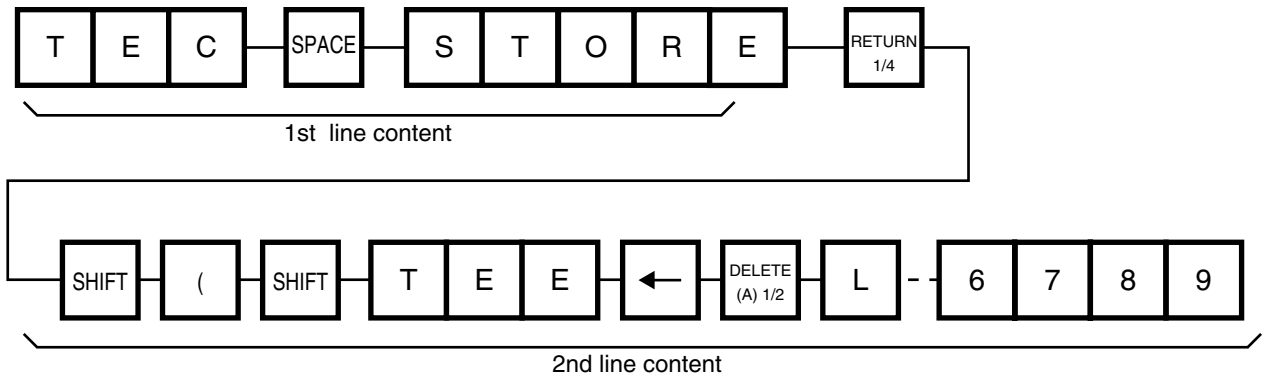 T E C SPACE S T O R E RETURN 1/4
1st line content
SHIFT ( SHIFT T E E ← DELETE (A) 1/2 L -- 6 7 8 9
2nd line content